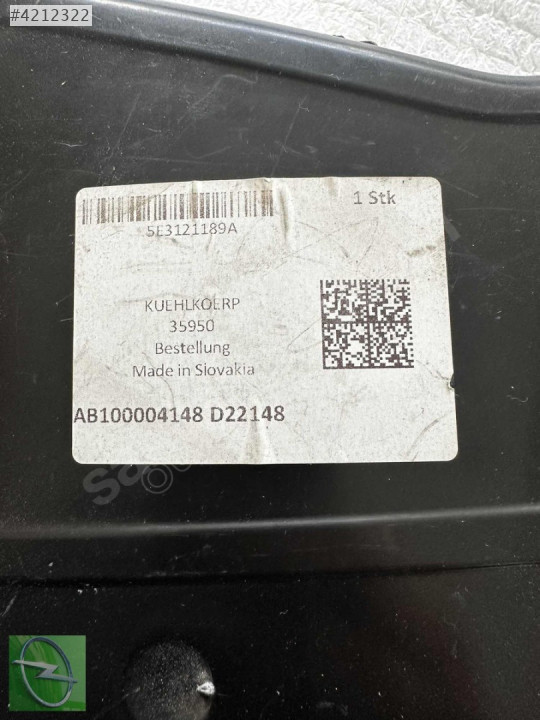 #4212322
1 Stk
5E3121189A
KUEHLKOERP
35950
Bestellung
Made in Slovakia
AB100004148 D22148